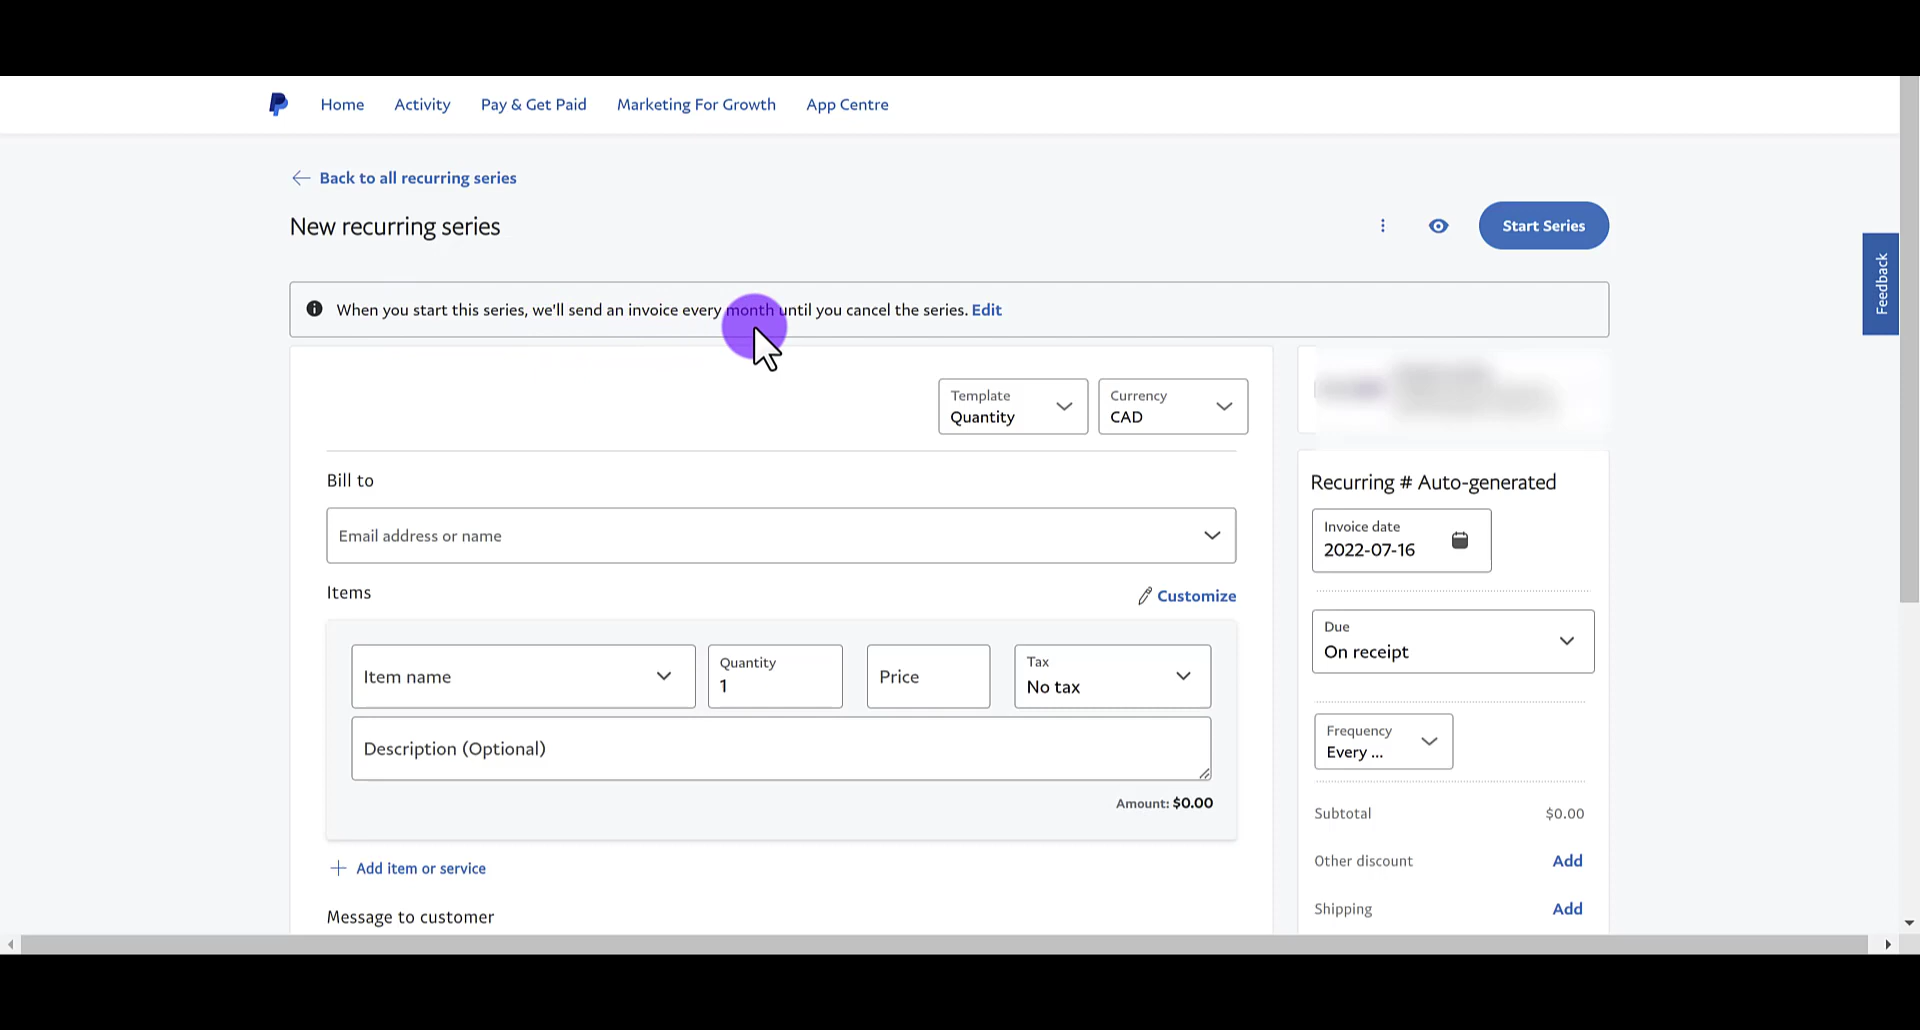 Home Activity Pay & Get Paid Marketing For Growth App Centre
Back to all recurring series
New recurring series
Start Series
Feedback
When you start this series, we'll send an invoice every month until you cancel the series. Edit
Template
Quantity
Currency
CAD
Bill to
Email address or name
Items
Customize
Item name
Quantity
1
Price
Tax
No tax
Description (Optional)
Amount: $0.00
Add item or service
Message to customer
Recurring # Auto-generated
Invoice date
2022-07-16
Due
On receipt
Frequency
Every ...
Subtotal $0.00
Other discount Add
Shipping Add